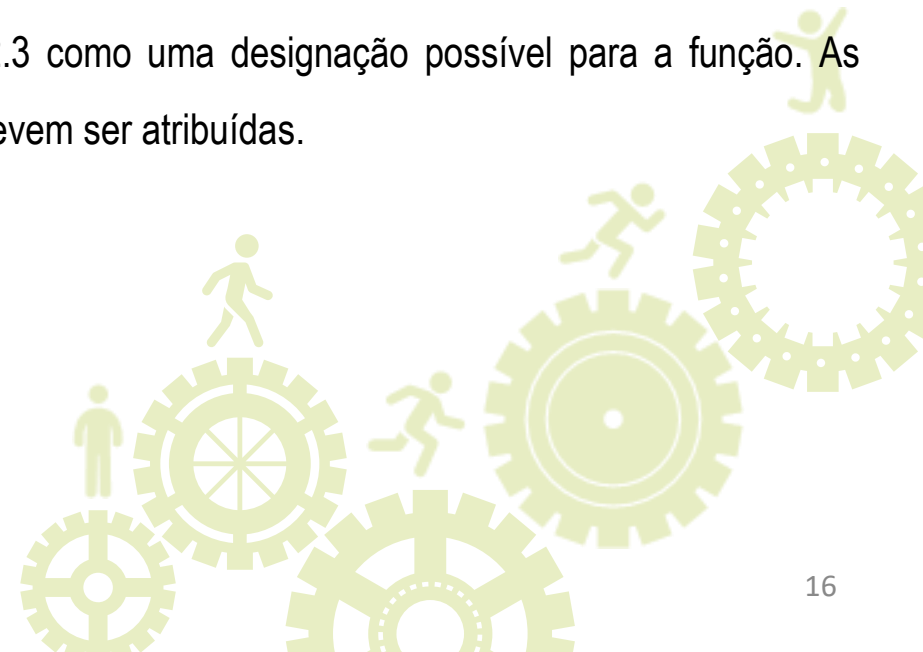 .3 como uma designação possível para a função. As
evem ser atribuídas.
16